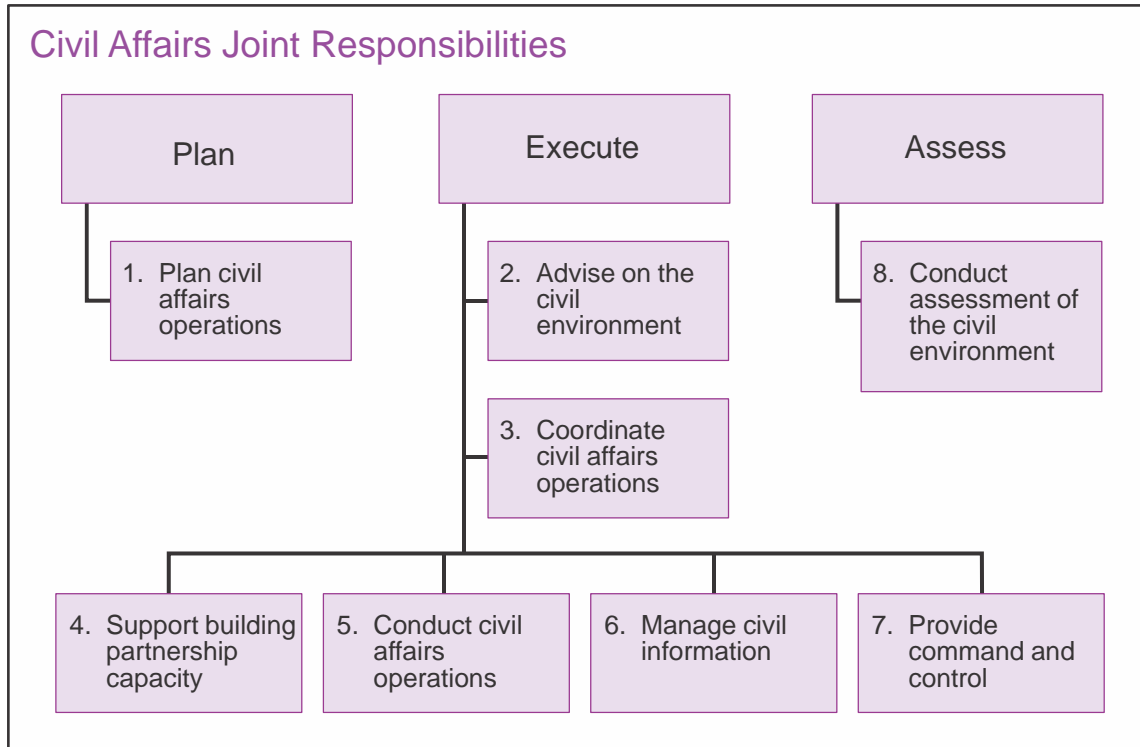 Civil Affairs Joint Responsibilities
Plan
Execute
Assess
1. Plan civil
affairs
operations
2. Advise on the
civil
environment
8. Conduct
assessment of
the civil
environment
3. Coordinate
civil affairs
operations
4. Support building
partnership
capacity
5. Conduct civil
affairs
operations
6. Manage civil
information
7. Provide
command and
control